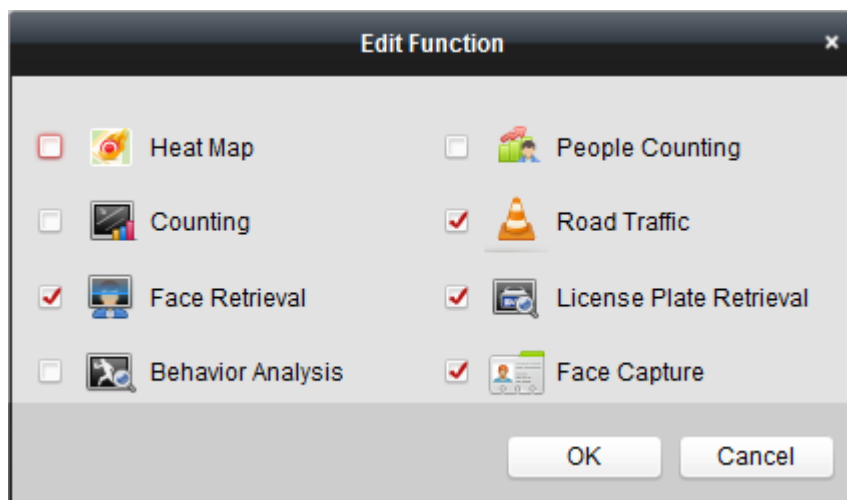 Edit Function
Heat Map
People Counting
Counting
Road Traffic
Face Retrieval
License Plate Retrieval
Behavior Analysis
Face Capture
OK
Cancel